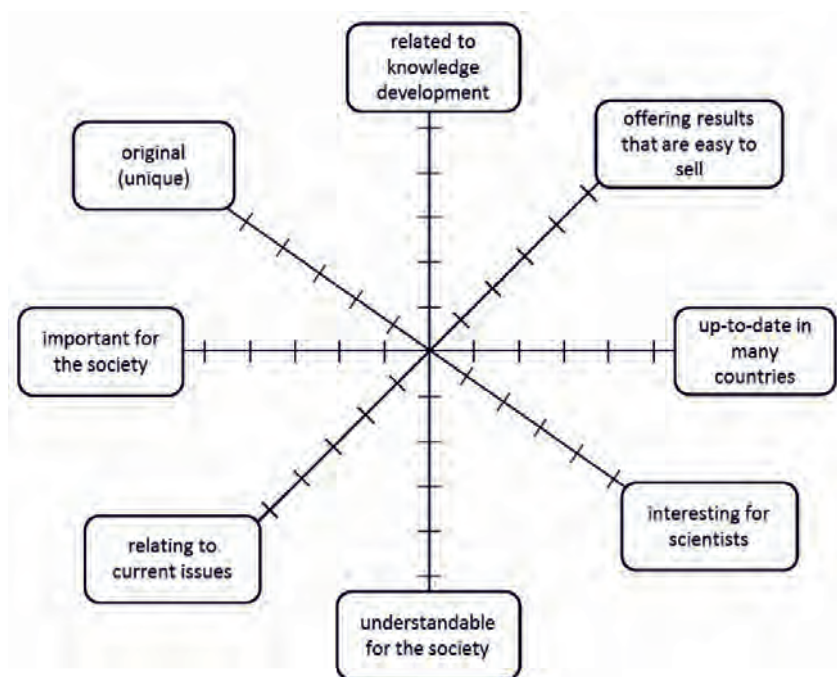 related to
knowledge
development
offering results
that are easy to
sell
original
(unique)
important for
the society
up-to-date in
many
countries
interesting for
scientists
relating to
current issues
understandable
for the society